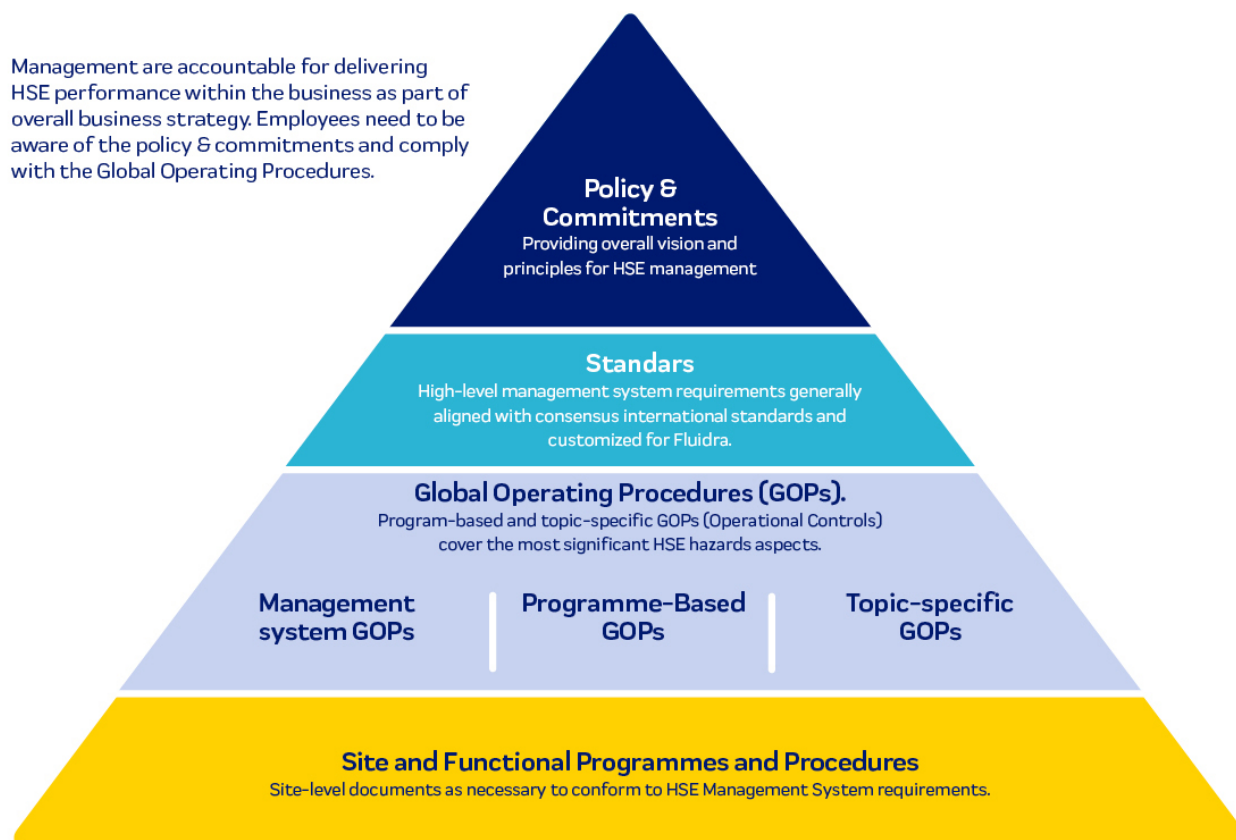 Management are accountable for delivering
HSE performance within the business as part of
overall business strategy. Employees need to be
aware of the policy & commitments and comply
with the Global Operating Procedures.
Policy &
Commitments
Providing overall vision and
principles for HSE management
Standars
High-level management system requirements generally
aligned with consensus international standards and
customized for Fluidra.
Global Operating Procedures (GOPs).
Program-based and topic-specific GOPs (Operational Controls)
cover the most significant HSE hazards aspects.
Management
system GOPs
Programme-Based
GOPs
Topic-specific
GOPs
Site and Functional Programmes and Procedures
Site-level documents as necessary to conform to HSE Management System requirements.